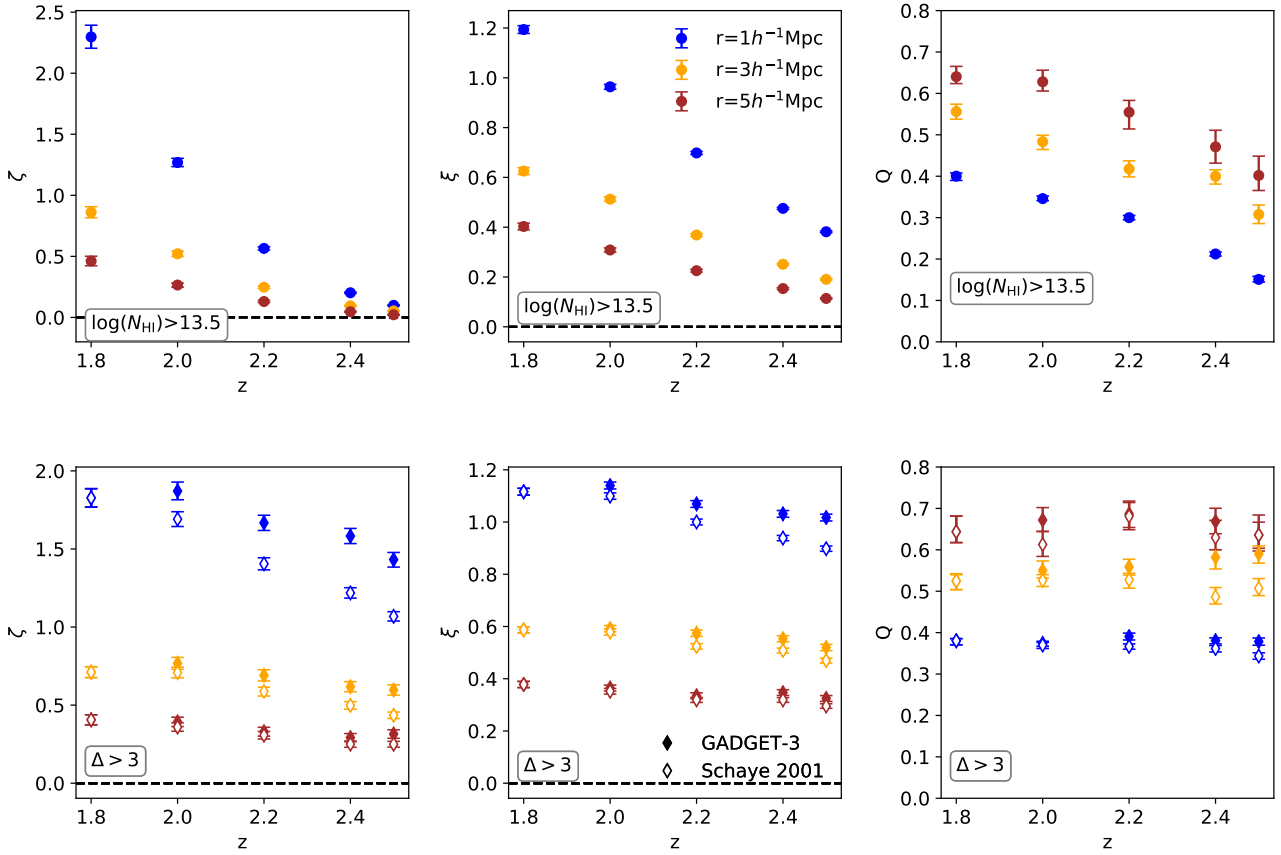 2.5
2.0
1.5
1.0
0.5
0.0
ζ
log(N_HI)>13.5
1.8 2.0 2.2 2.4
z
1.2
1.0
0.8
0.6
0.4
0.2
0.0
ξ
r=1h⁻¹Mpc
r=3h⁻¹Mpc
r=5h⁻¹Mpc
log(N_HI)>13.5
1.8 2.0 2.2 2.4
z
0.8
0.7
0.6
0.5
0.4
0.3
0.2
0.1
0.0
Q
log(N_HI)>13.5
1.8 2.0 2.2 2.4
z
2.0
1.5
1.0
0.5
0.0
ζ
Δ > 3
1.8 2.0 2.2 2.4
z
1.2
1.0
0.8
0.6
0.4
0.2
0.0
ξ
GADGET-3
Schaye 2001
Δ > 3
1.8 2.0 2.2 2.4
z
0.8
0.7
0.6
0.5
0.4
0.3
0.2
0.1
0.0
Q
Δ > 3
1.8 2.0 2.2 2.4
z